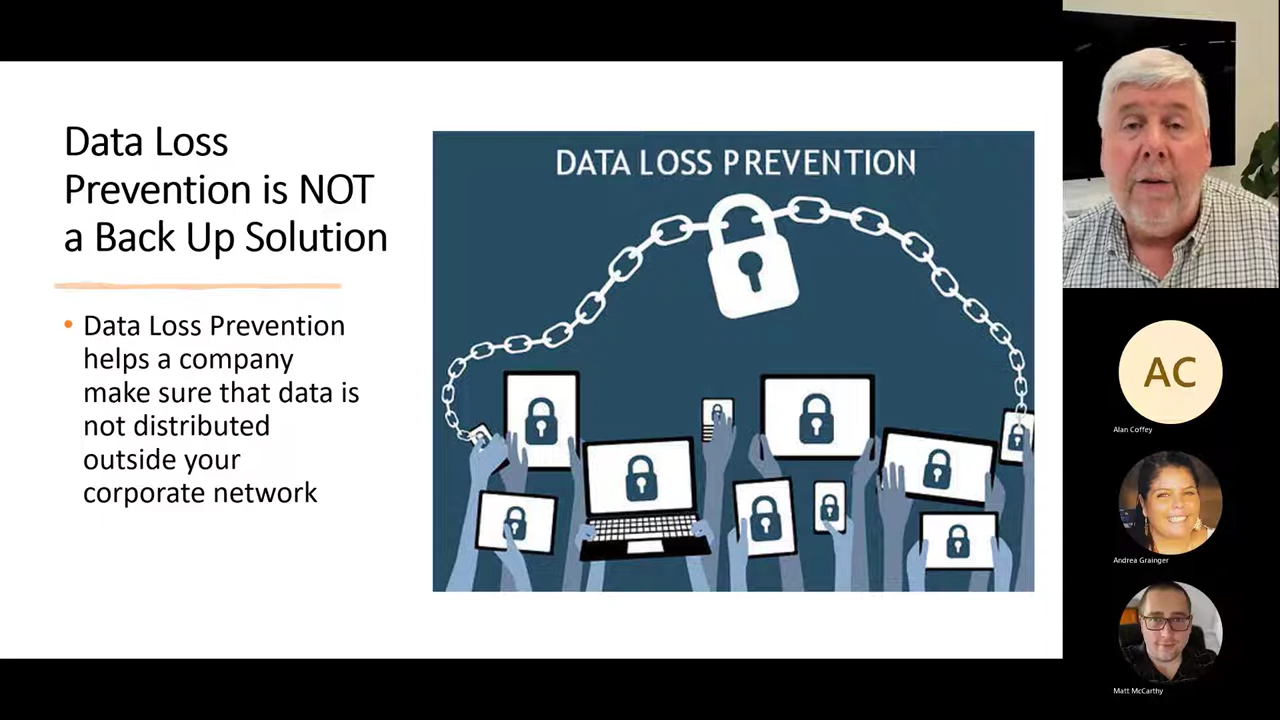 Data Loss
Prevention is NOT
a Back Up Solution
• Data Loss Prevention
helps a company
make sure that data is
not distributed
outside your
corporate network
DATA LOSS PREVENTION
AC
Alan Coffey
Andrea Grainger
Matt McCarthy